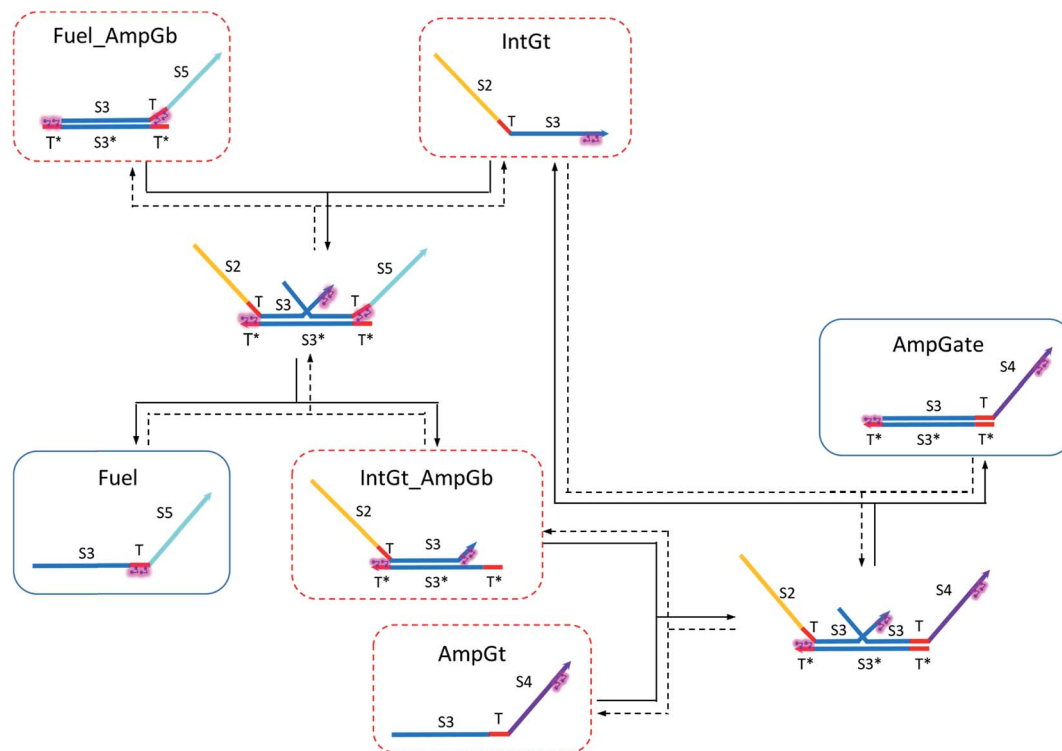 Fuel_AmpGb
S5
S3
T
T*
S3*
T*
IntGt
S2
T
S3
S2
S5
T
S3
T
T*
S3*
T*
AmpGate
S4
S3
T
T*
S3*
T*
Fuel
S5
S3
T
IntGt_AmpGb
S2
T
S3
T*
S3*
T*
S2
S4
T
S3
S3
T
T*
S3*
T*
AmpGt
S4
S3
T